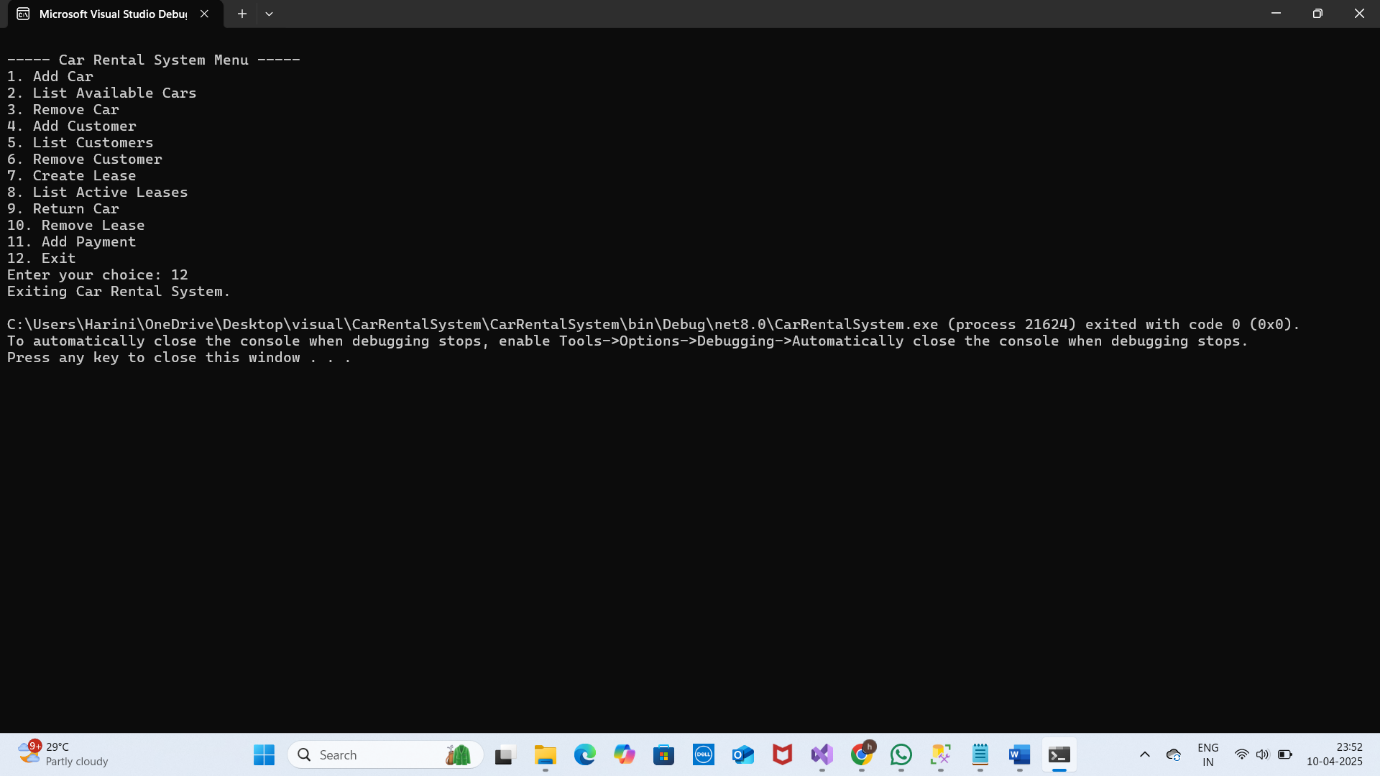 Microsoft Visual Studio Debug
----- Car Rental System Menu -----
1. Add Car
2. List Available Cars
3. Remove Car
4. Add Customer
5. List Customers
6. Remove Customer
7. Create Lease
8. List Active Leases
9. Return Car
10. Remove Lease
11. Add Payment
12. Exit
Enter your choice: 12
Exiting Car Rental System.
C:\Users\Harini\OneDrive\Desktop\visual\CarRentalSystem\CarRentalSystem\bin\Debug\net8.0\CarRentalSystem.exe (process 21624) exited with code 0 (0x0).
To automatically close the console when debugging stops, enable Tools->Options->Debugging->Automatically close the console when debugging stops.
Press any key to close this window . . .
9+
29°C
Partly cloudy
Search
DELL
h
W
ENG
IN
23:52
10-04-2025